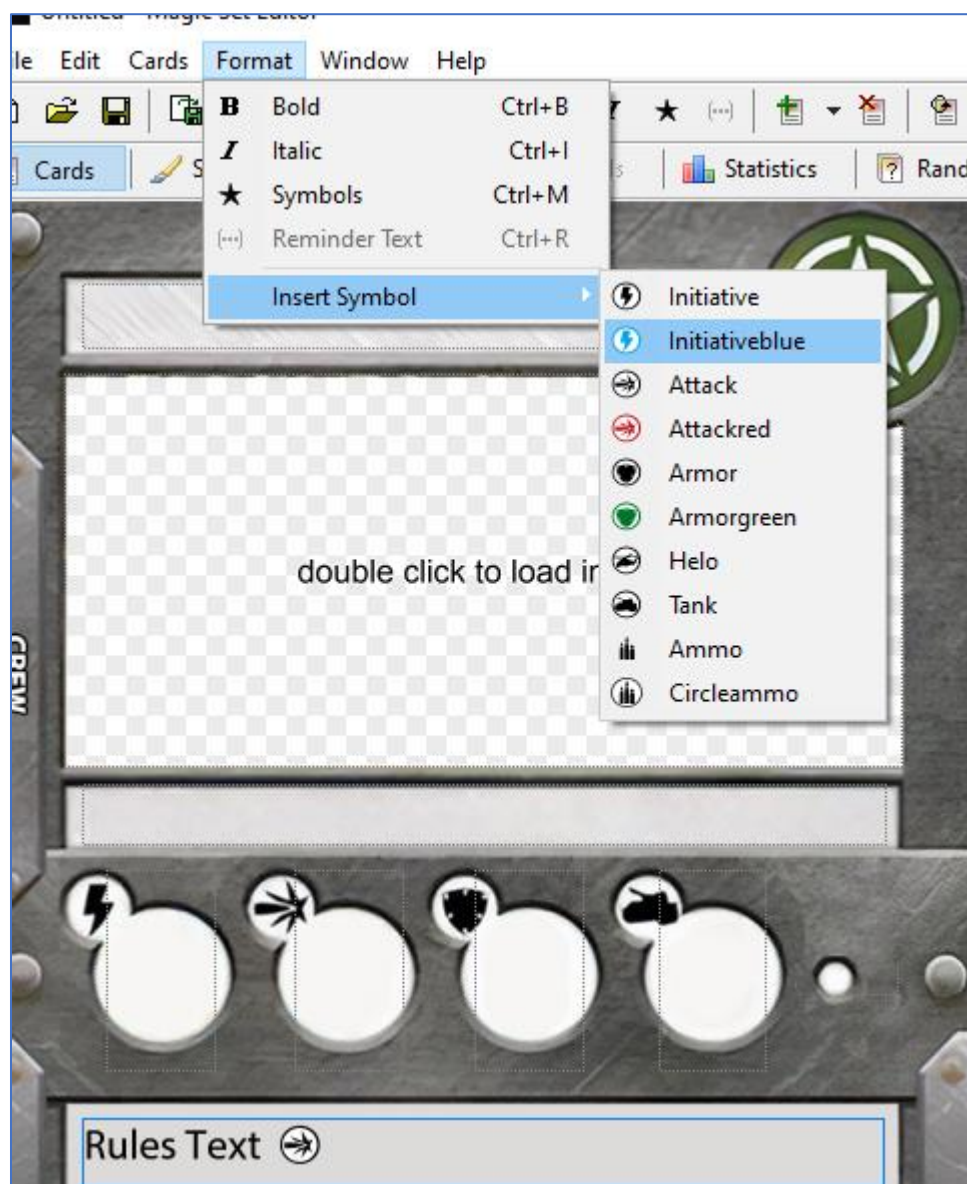 Untitled - Magic Set Editor
Edit Cards Format Window Help
B Bold Ctrl+B
I Italic Ctrl+I
Symbols Ctrl+M
Reminder Text Ctrl+R
Insert Symbol
Cards
Statistics
Rand
Initiative
Initiativeblue
Attack
Attackred
Armor
Armorgreen
Helo
Tank
Ammo
Circleammo
double click to load
CREW
Rules Text